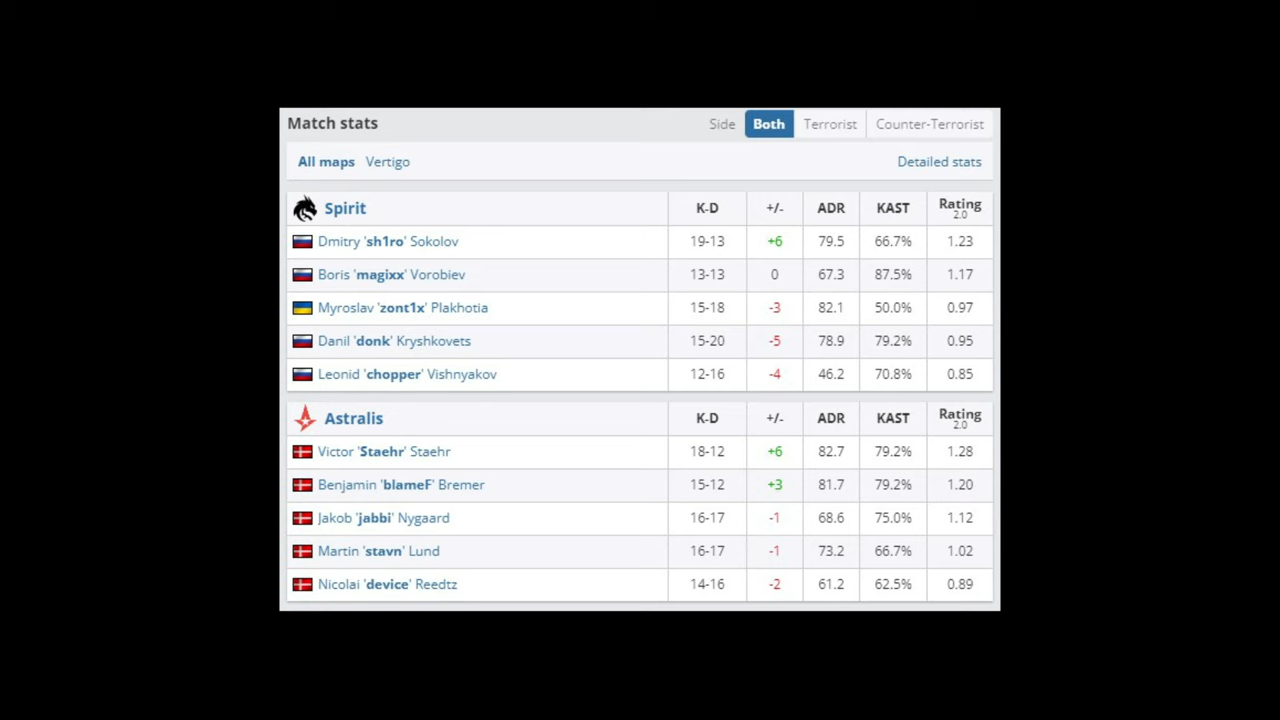 Match stats Side Both Terrorist Counter-Terrorist
All maps Vertigo Detailed stats
Spirit K-D +/- ADR KAST Rating 2.0
Dmitry 'sh1ro' Sokolov 19-13 +6 79.5 66.7% 1.23
Boris 'magixx' Vorobiev 13-13 0 67.3 87.5% 1.17
Myroslav 'zont1x' Plakhotia 15-18 -3 82.1 50.0% 0.97
Danil 'donk' Kryshkovets 15-20 -5 78.9 79.2% 0.95
Leonid 'chopper' Vishnyakov 12-16 -4 46.2 70.8% 0.85
Astralis K-D +/- ADR KAST Rating 2.0
Victor 'Staehr' Staehr 18-12 +6 82.7 79.2% 1.28
Benjamin 'blameF' Bremer 15-12 +3 81.7 79.2% 1.20
Jakob 'jabbi' Nygaard 16-17 -1 68.6 75.0% 1.12
Martin 'stavn' Lund 16-17 -1 73.2 66.7% 1.02
Nicolai 'device' Reedtz 14-16 -2 61.2 62.5% 0.89